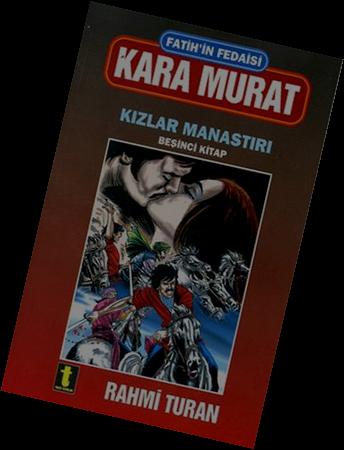 FATİH'İN FEDAİSİ
KARA MURAT
KIZLAR MANASTIRI
BEŞİNCİ KİTAP
RAHMİ TURAN
t